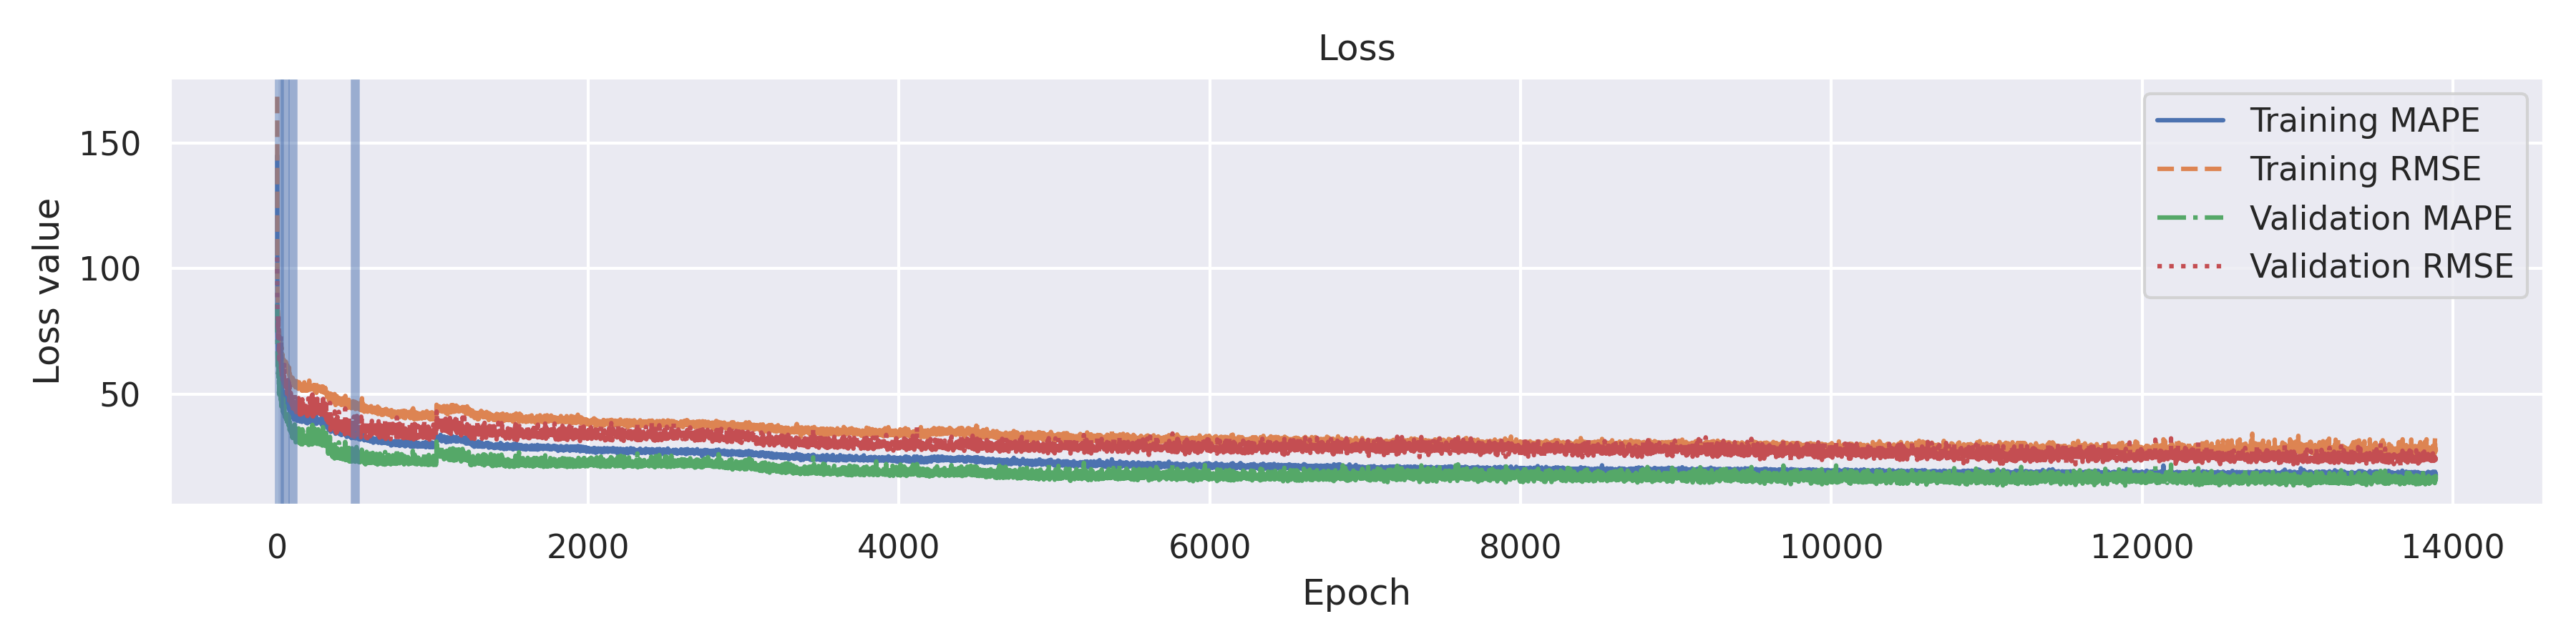 Loss
Loss value
150
100
50
0
2000
4000
6000
8000
10000
12000
14000
Epoch
Training MAPE
Training RMSE
Validation MAPE
Validation RMSE